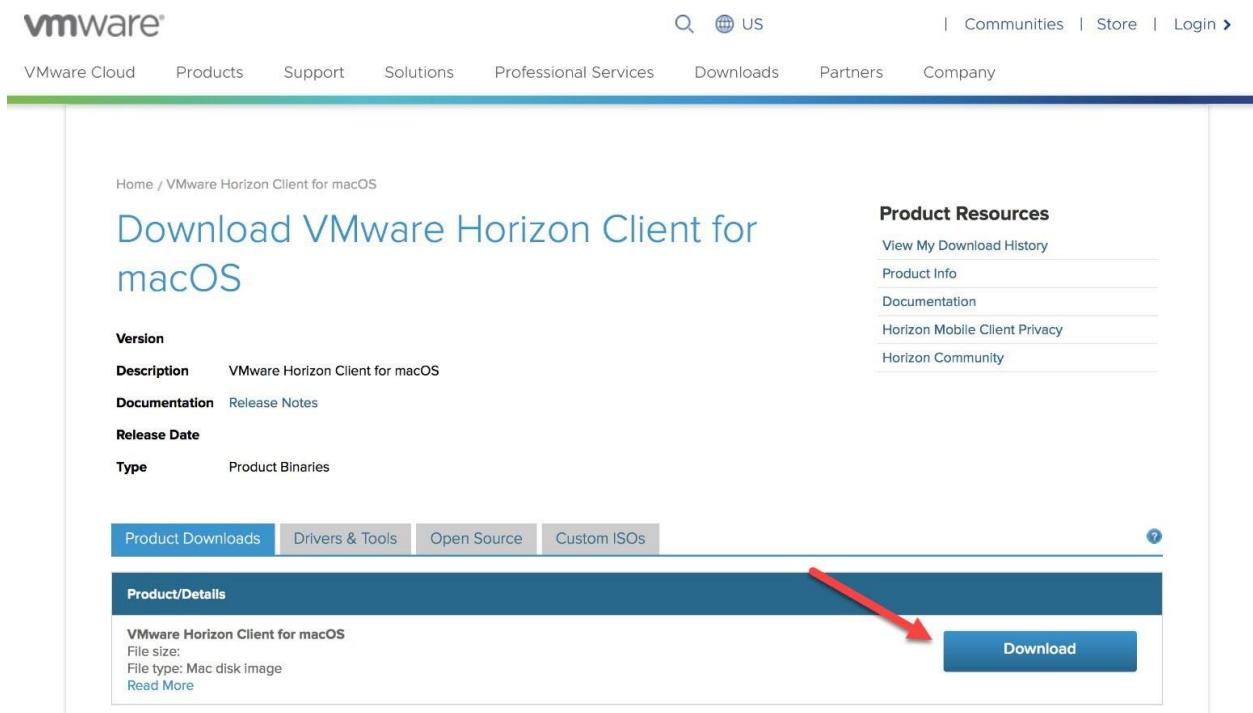 vmware®
US
| Communities | Store | Login >
VMware Cloud Products Support Solutions Professional Services Downloads Partners Company
Home / VMware Horizon Client for macOS
Download VMware Horizon Client for
macOS
Version
Description VMware Horizon Client for macOS
Documentation Release Notes
Release Date
Type Product Binaries
Product Resources
View My Download History
Product Info
Documentation
Horizon Mobile Client Privacy
Horizon Community
Product Downloads Drivers & Tools Open Source Custom ISOs ?
Product/Details
VMware Horizon Client for macOS
File size:
File type: Mac disk image
Read More
Download